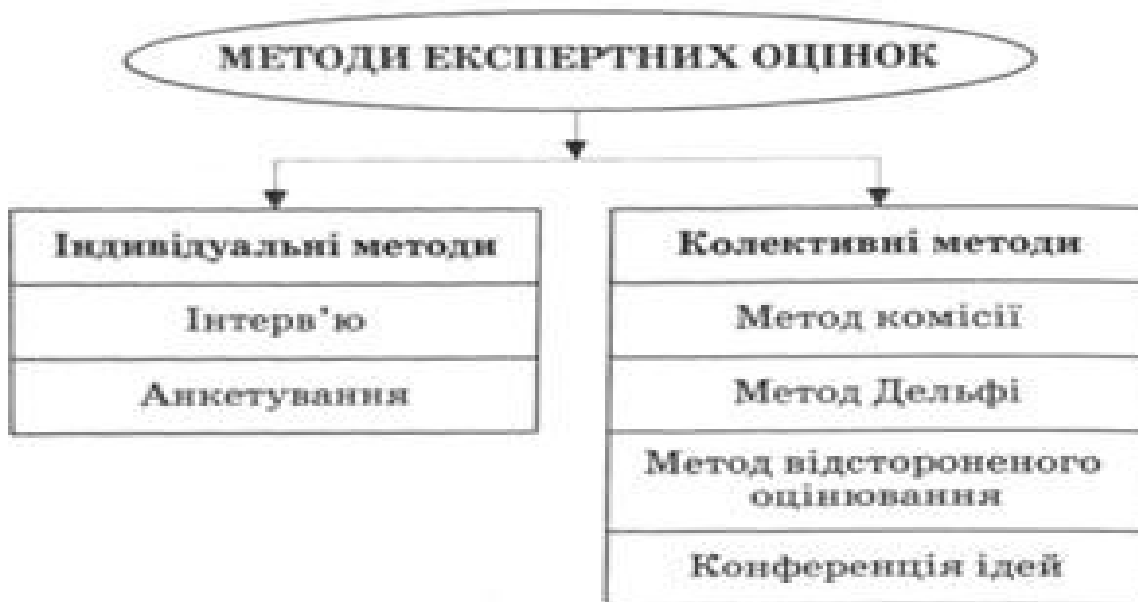 МЕТОДИ ЕКСПЕРТНИХ ОЦІНОК
Індивідуальні методи
Інтерв’ю
Анкетування
Колективні методи
Метод комісії
Метод Дельфі
Метод відстороненого
оцінювання
Конференція ідей